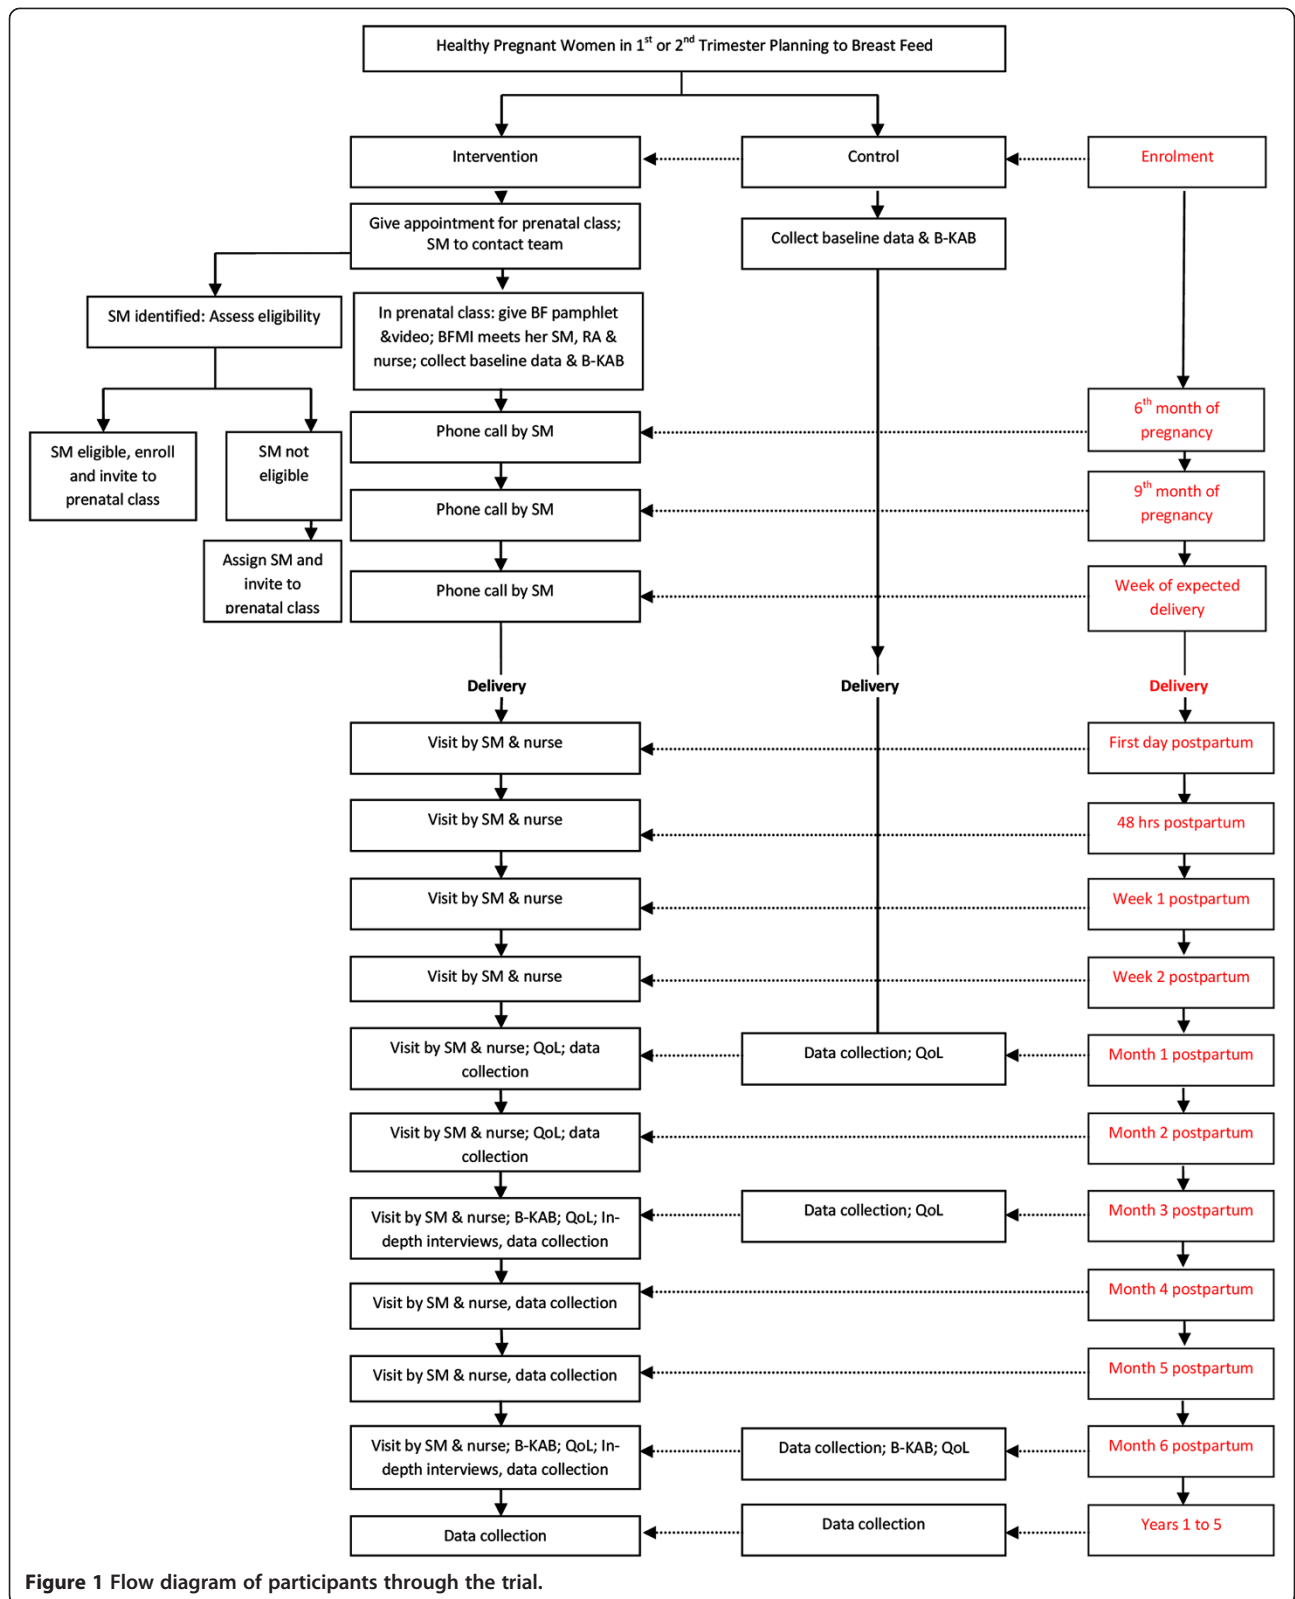 Healthy Pregnant Women in 1st or 2nd Trimester Planning to Breast Feed
Intervention
Control
Enrolment
Give appointment for prenatal class;
SM to contact team
Collect baseline data & B-KAB
SM identified: Assess eligibility
In prenatal class: give BF pamphlet
&video; BFMI meets her SM, RA &
nurse; collect baseline data & B-KAB
SM eligible, enroll
and invite to
prenatal class
SM not
eligible
Assign SM and
invite to
prenatal class
Phone call by SM
6th month of
pregnancy
Phone call by SM
9th month of
pregnancy
Phone call by SM
Week of expected
delivery
Delivery
Delivery
Delivery
Visit by SM & nurse
First day postpartum
Visit by SM & nurse
48 hrs postpartum
Visit by SM & nurse
Week 1 postpartum
Visit by SM & nurse
Week 2 postpartum
Visit by SM & nurse; QoL; data
collection
Data collection; QoL
Month 1 postpartum
Visit by SM & nurse; QoL; data
collection
Month 2 postpartum
Visit by SM & nurse; B-KAB; QoL; In-
depth interviews, data collection
Data collection; QoL
Month 3 postpartum
Visit by SM & nurse, data collection
Month 4 postpartum
Visit by SM & nurse, data collection
Month 5 postpartum
Visit by SM & nurse; B-KAB; QoL; In-
depth interviews, data collection
Data collection; B-KAB; QoL
Month 6 postpartum
Data collection
Data collection
Years 1 to 5
Figure 1 Flow diagram of participants through the trial.